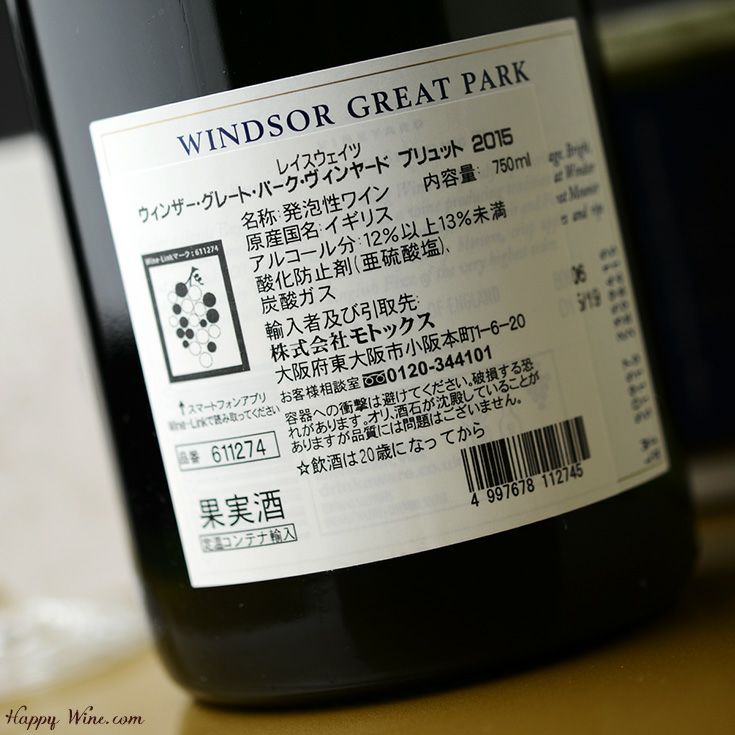 WINDSOR GREAT PARK
レイスウェイツ
ウィンザー・グレート・パーク・ヴィンヤード ブリュット 2015
名称:発泡性ワイン 内容量: 750ml
原産国名:イギリス
アルコール分:12%以上13%未満
酸化防止剤(亜硫酸塩)、
炭酸ガス
輸入者及び引取先:
株式会社モトックス
大阪府東大阪市小阪本町1-6-20
お客様相談室 0120-344101
容器への衝撃は避けてください。破損する恐
れがあります。オリ、酒石が沈殿していることが
ありますが品質には問題はございません。
☆飲酒は20歳になってから
Wine-Linkマーク:611274
↑スマートフォンアプリ
Wine-Linkで読み取ってください
品番 611274
果実酒
定温コンテナ輸入
4 997678 112745
Happy Wine.com